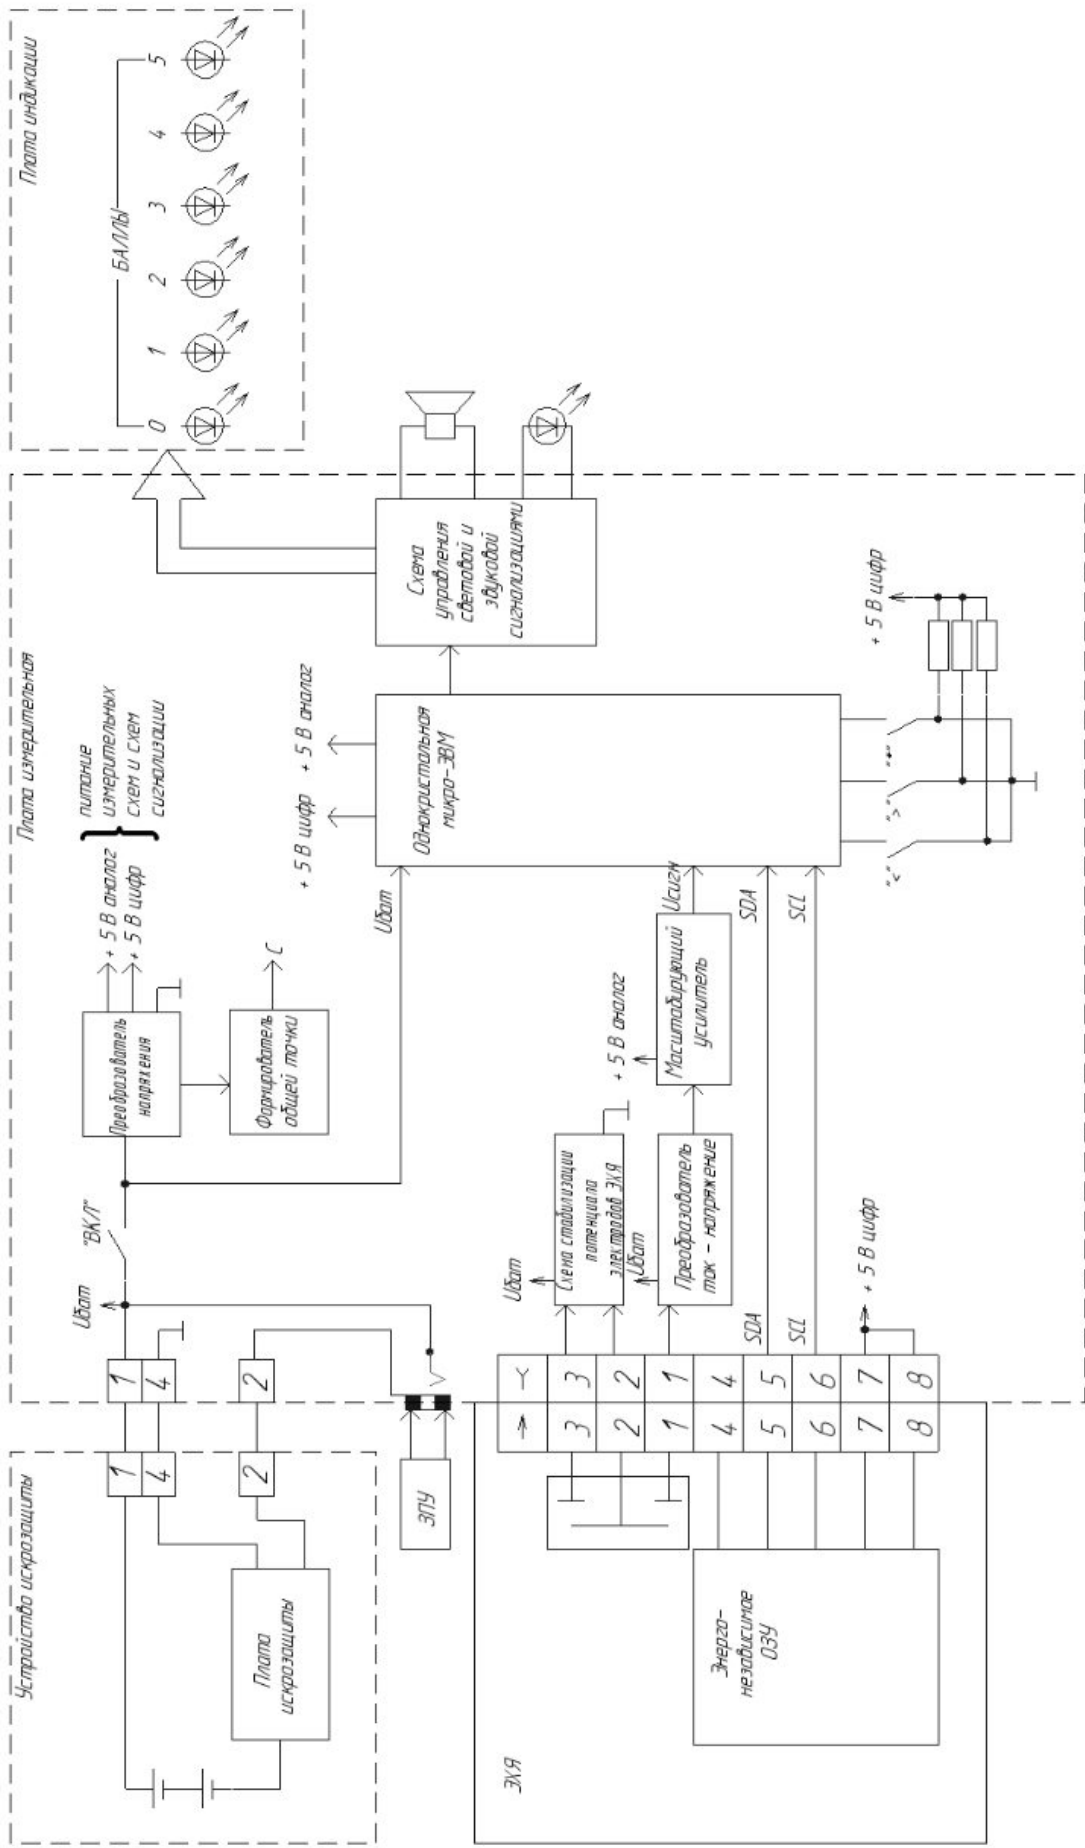 Устройство искрозащиты
Плата
искрозащиты
1
4
2
1
4
2
ЗПУ
ЭХЯ
Энерго-
независимое
ОЗУ
3
2
1
4
5
6
7
8
3
2
1
4
5
6
7
8
Плата измерительная
Uбат
"ВКЛ"
Преобразователь
напряжения
+ 5 В аналог
+ 5 В цифр
питание
измерительных
схем и схем
сигнализации
Формирователь
общей точки
С
Uбат
Uбат
Схема стабилизации
потенциала
электродов ЭХЯ
Uбат
Преобразователь
ток – напряжение
+ 5 В аналог
Масштабирующий
усилитель
Uсигн
SDA
SCL
SDA
SCL
+ 5 В цифр
+ 5 В цифр
+ 5 В аналог
Однокристальная
микро-ЭВМ
"<"
">"
"*"
+ 5 В цифр
Схема
управления
световой и
звуковой
сигнализациями
Плата индикации
БАЛЛЫ
0
1
2
3
4
5